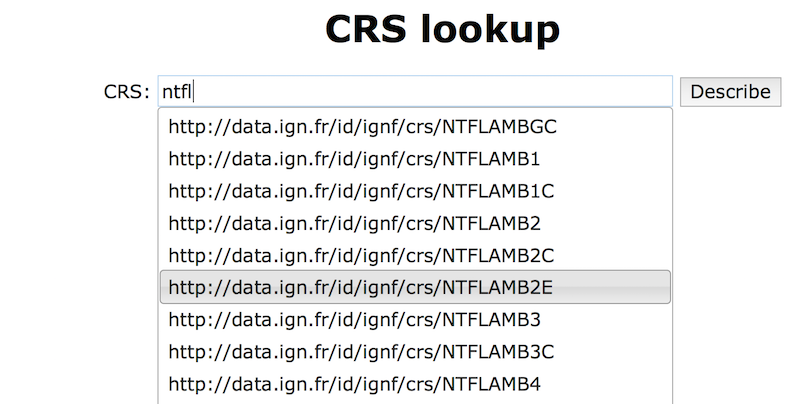 CRS lookup
CRS: ntfl Describe
http://data.ign.fr/id/ignf/crs/NTFLAMBGC
http://data.ign.fr/id/ignf/crs/NTFLAMB1
http://data.ign.fr/id/ignf/crs/NTFLAMB1C
http://data.ign.fr/id/ignf/crs/NTFLAMB2
http://data.ign.fr/id/ignf/crs/NTFLAMB2C
http://data.ign.fr/id/ignf/crs/NTFLAMB2E
http://data.ign.fr/id/ignf/crs/NTFLAMB3
http://data.ign.fr/id/ignf/crs/NTFLAMB3C
http://data.ign.fr/id/ignf/crs/NTFLAMB4